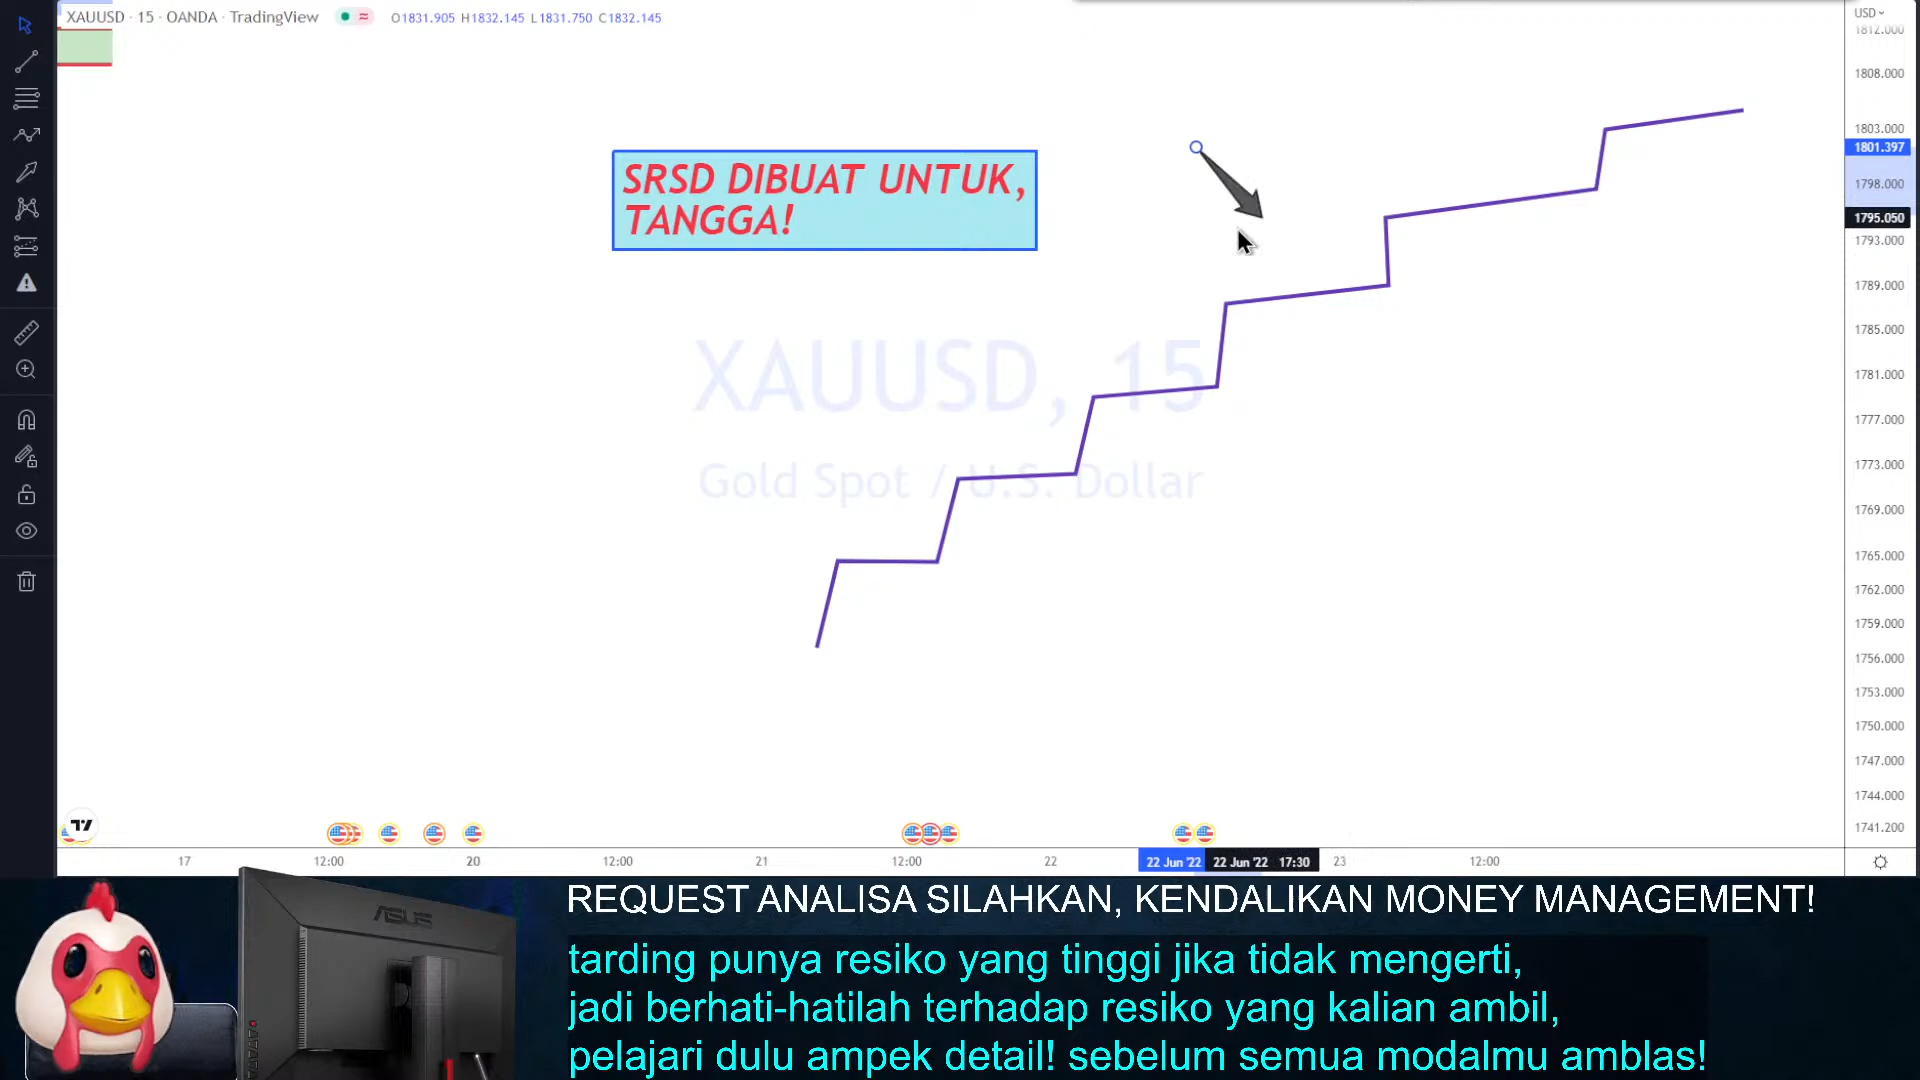 XAUUSD · 15 · OANDA · TradingView
O1831.905 H1832.145 L1831.750 C1832.145
USD
1812.000
1808.000
1803.000
1801.397
1798.000
1795.050
1793.000
1789.000
1785.000
1781.000
1777.000
1773.000
1769.000
1765.000
1762.000
1759.000
1756.000
1753.000
1750.000
1747.000
1744.000
1741.200
SRSD DIBUAT UNTUK,
TANGGA!
XAUUSD, 15
Gold Spot / U.S. Dollar
17 12:00 20 12:00 21 12:00 22 22 Jun '22 22 Jun '22 17:30 23 12:00
ASUS
REQUEST ANALISA SILAHKAN, KENDALIKAN MONEY MANAGEMENT!
tarding punya resiko yang tinggi jika tidak mengerti,
jadi berhati-hatilah terhadap resiko yang kalian ambil,
pelajari dulu ampek detail! sebelum semua modalmu amblas!